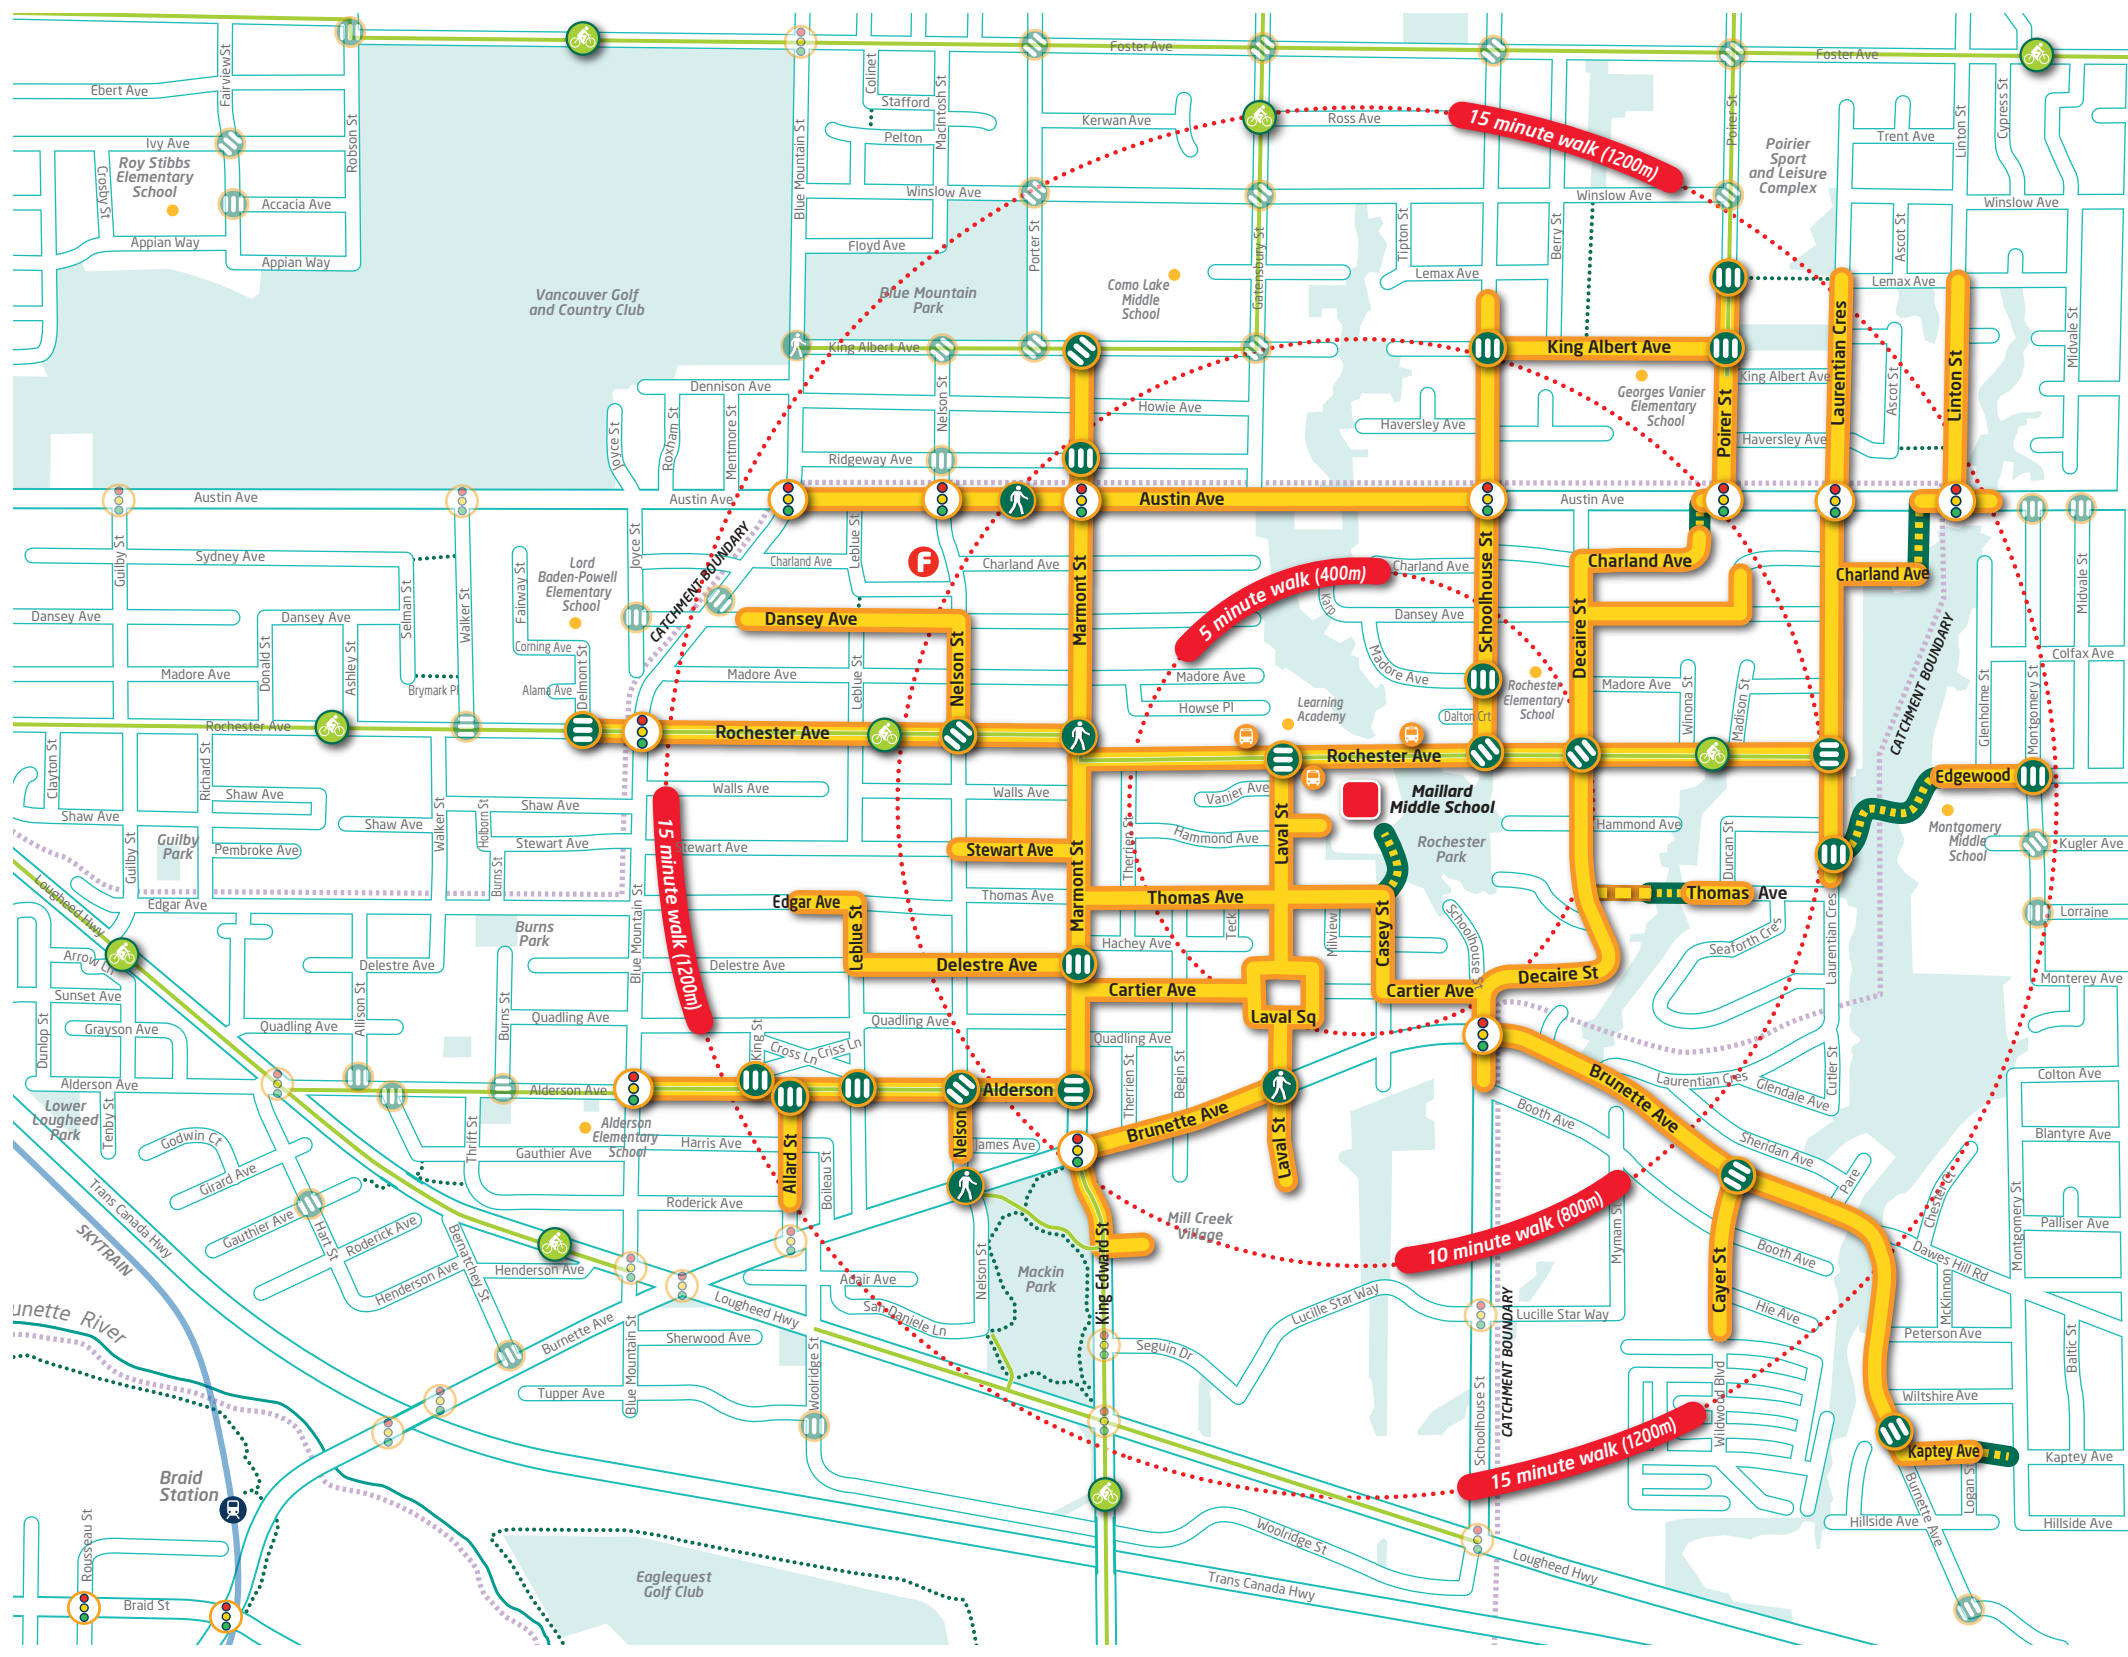 Foster Ave
Foster Ave
Fairview St
Ebert Ave
Robson St
Ivy Ave
Roy Stibbs
Elementary
School
Crosby St
Accacia Ave
Appian Way
Appian Way
Vancouver Golf
and Country Club
Blue Mountain St
Colinet
Stafford
MacIntosh St
Pelton
Winslow Ave
Floyd Ave
Blue Mountain
Park
Porter St
Kerwan Ave
Ross Ave
15 minute walk (1200m)
Gatensbury St
Como Lake
Middle
School
Tipton St
Lemax Ave
Berry St
Winslow Ave
Poirer St
Poirier
Sport
and Leisure
Complex
Trent Ave
Linton St
Cypress St
Winslow Ave
Ascot St
Lemax Ave
Midvale St
King Albert Ave
King Albert Ave
King Albert Ave
Dennison Ave
Joyce St
Roxham St
Mentmore St
Nelson St
Howie Ave
Ridgeway Ave
Haversley Ave
Georges Vanier
Elementary
School
Poirer St
Haversley Ave
Laurentian Cres
Ascot St
Linton St
Austin Ave
Austin Ave
Austin Ave
Austin Ave
Guilby St
Sydney Ave
Selman St
Walker St
Fairway St
Lord
Baden-Powell
Elementary
School
Joyce St
CATCHMENT BOUNDARY
Charland Ave
Leblue St
F
Charland Ave
Marmont St
5 minute walk (400m)
Charland Ave
Karo
Dansey Ave
Schoolhouse St
Charland Ave
Decaire St
Charland Ave
Midvale St
Dansey Ave
Dansey Ave
Donald St
Ashley St
Corning Ave
Delmont St
Dansey Ave
Nelson St
Madore Ave
Brymark Pl
Alama Ave
Madore Ave
Leblue St
Madore Ave
Howse Pl
Learning
Academy
Madore Ave
Dalton Crt
Rochester
Elementary
School
Madore Ave
Winona St
Madison St
CATCHMENT BOUNDARY
Glenholme St
Montgomery St
Colfax Ave
Rochester Ave
Rochester Ave
Rochester Ave
Clayton St
Richard St
Shaw Ave
Shaw Ave
Shaw Ave
Walker St
Holborn St
Shaw Ave
Walls Ave
Walls Ave
Vanier Ave
Laval St
Maillard
Middle School
Edgewood
Guilby
Park
Guilby St
Pembroke Ave
Stewart Ave
Burns St
Stewart Ave
Stewart Ave
Marmont St
Therrien St
Hammond Ave
Rochester
Park
Hammond Ave
Duncan St
Montgomery
Middle
School
Kugler Ave
Lougheed Hwy
Edgar Ave
Burns
Park
15 minute walk (1200m)
Blue Mountain St
Edgar Ave
Leblue St
Thomas Ave
Thomas Ave
Teck
Milview
Casey St
Schoolhouse St
Thomas Ave
Seaforth Cres
Laurentian Cres
Lorraine
Arrow Ln
Sunset Ave
Delestre Ave
Allison St
Delestre Ave
Delestre Ave
Hachey Ave
Cartier Ave
Cartier Ave
Decaire St
Monterey Ave
Dunlop St
Grayson Ave
Quadling Ave
Burns St
Quadling Ave
King St
Cross Ln
Criss Ln
Quadling Ave
Quadling Ave
Laval Sq
Alderson Ave
Alderson Ave
Alderson
Therrien St
Begin St
Brunette Ave
Laurentian Cres
Glendale Ave
Cutler St
Colton Ave
Lower
Lougheed
Park
Tenby St
Godwin Ct
Thrift St
Gauthier Ave
Alderson
Elementary
School
Harris Ave
Allard St
Boileau St
Nelson
James Ave
Brunette Ave
Laval St
Booth Ave
Sheridan Ave
Pare
Blantyre Ave
Girard Ave
Trans Canada Hwy
SKYTRAIN
Gauthier Ave
Hart St
Roderick Ave
Roderick Ave
Bernatchey St
Henderson Ave
Henderson Ave
Nelson St
Mackin
Park
King Edward St
Mill Creek
Village
10 minute walk (800m)
Myrnam St
Booth Ave
Cayer St
Chester Ct
Dawes Hill Rd
Montgomery St
Palliser Ave
unette River
Burnette Ave
Blue Mountain St
Lougheed Hwy
Adair Ave
San Daniele Ln
Sherwood Ave
Woolridge St
Tupper Ave
Seguin Dr
Lucille Star Way
Lucille Star Way
Schoolhouse St
CATCHMENT BOUNDARY
Hie Ave
McKinnon
Peterson Ave
Baltic St
Wildwood Blvd
Wiltshire Ave
15 minute walk (1200m)
Kaptey Ave
Kaptey Ave
Logan St
Burnette Ave
Hillside Ave
Hillside Ave
Braid
Station
Rousseau St
Braid St
Eaglequest
Golf Club
Woolridge St
Trans Canada Hwy
Lougheed Hwy